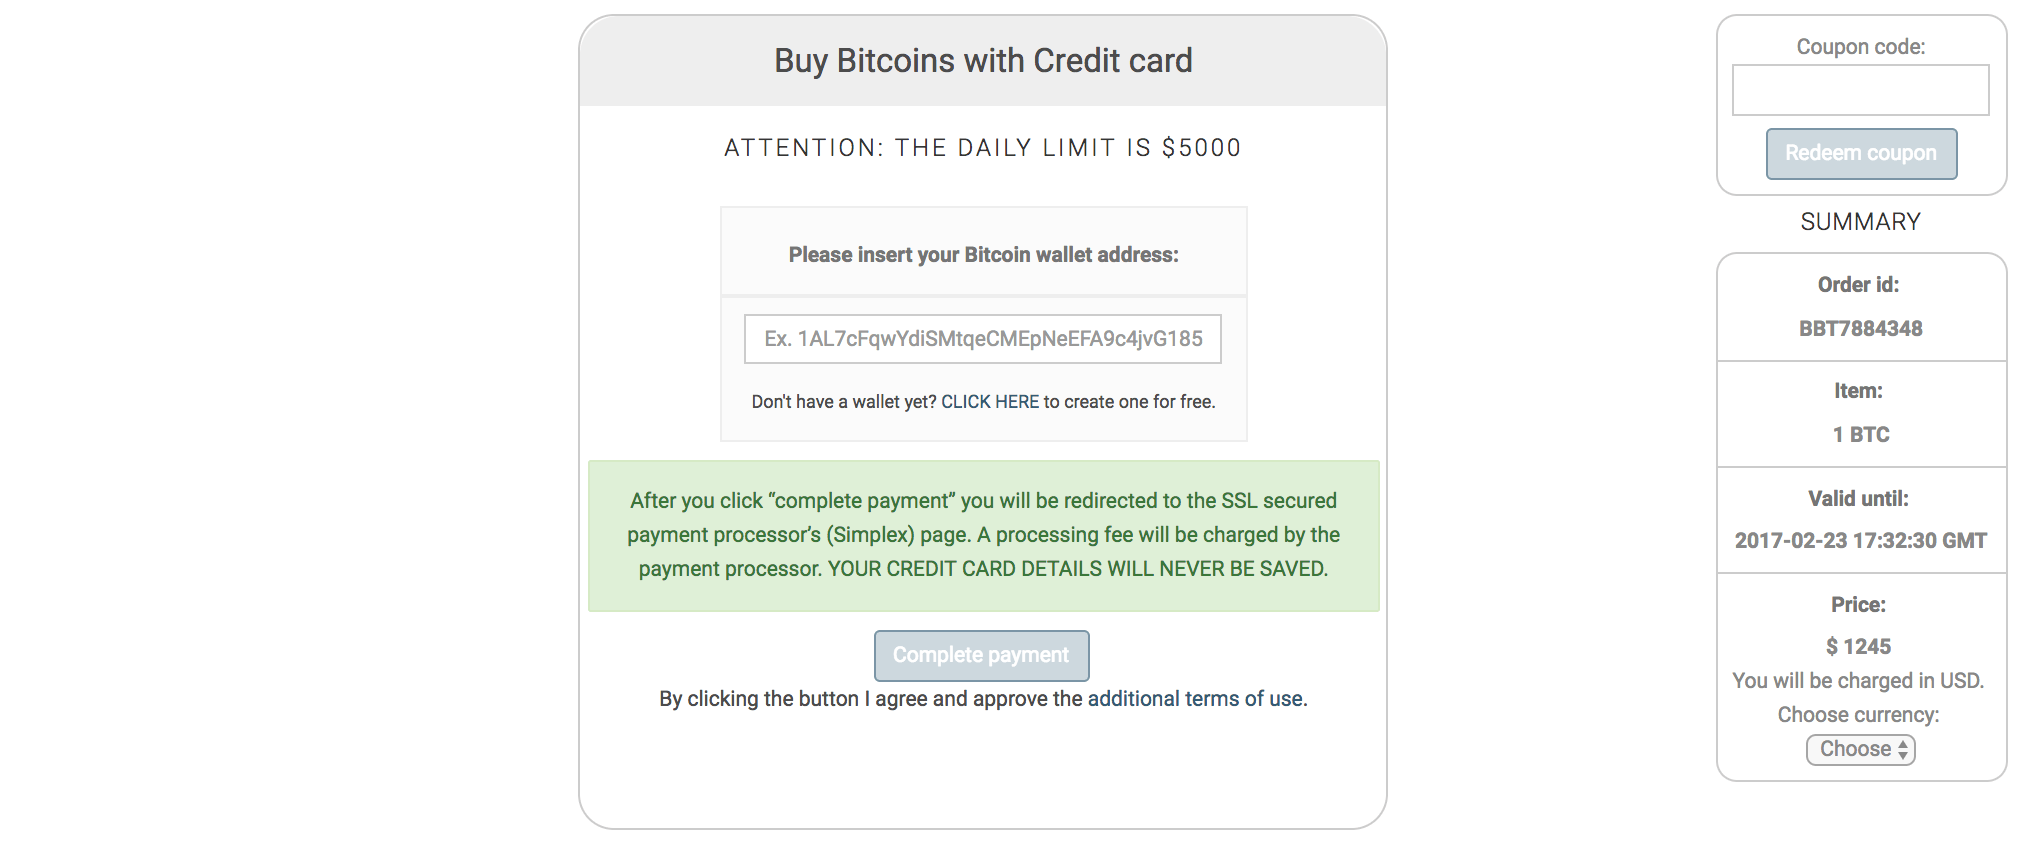 Buy Bitcoins with Credit card
ATTENTION: THE DAILY LIMIT IS $5000
Please insert your Bitcoin wallet address:
Ex. 1AL7cFqwYdiSMtqeCMEpNeEFA9c4jvG185
Don't have a wallet yet? CLICK HERE to create one for free.
After you click “complete payment” you will be redirected to the SSL secured
payment processor’s (Simplex) page. A processing fee will be charged by the
payment processor. YOUR CREDIT CARD DETAILS WILL NEVER BE SAVED.
Complete payment
By clicking the button I agree and approve the additional terms of use.
Coupon code:
Redeem coupon
SUMMARY
Order id:
BBT7884348
Item:
1 BTC
Valid until:
2017-02-23 17:32:30 GMT
Price:
$ 1245
You will be charged in USD.
Choose currency:
Choose